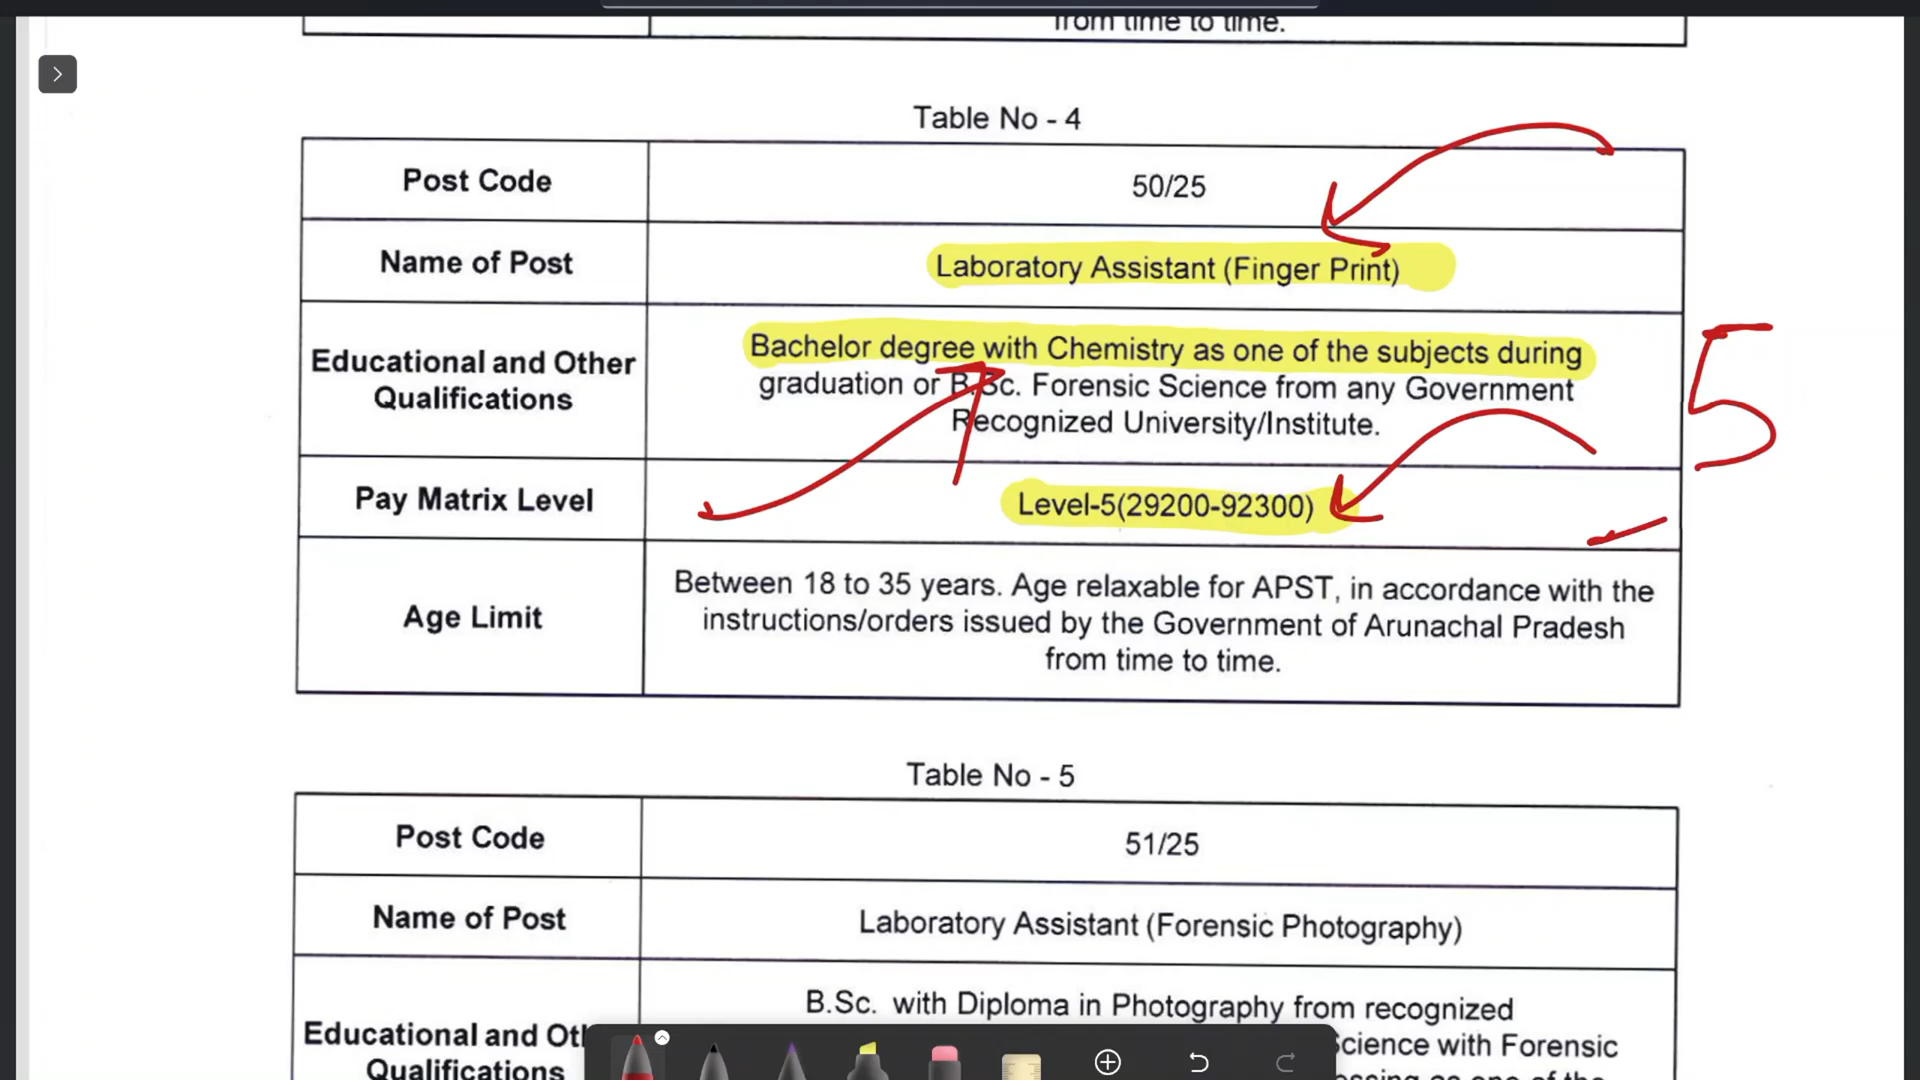 from time to time.
Table No - 4
Post Code
50/25
Name of Post
Laboratory Assistant (Finger Print)
Educational and Other
Qualifications
Bachelor degree with Chemistry as one of the subjects during
graduation or B.Sc. Forensic Science from any Government
Recognized University/Institute.
5
Pay Matrix Level
Level-5(29200-92300)
Age Limit
Between 18 to 35 years. Age relaxable for APST, in accordance with the
instructions/orders issued by the Government of Arunachal Pradesh
from time to time.
Table No - 5
Post Code
51/25
Name of Post
Laboratory Assistant (Forensic Photography)
Educational and
Qualifications
B.Sc. with Diploma in Photography from recognized
Science with Forensic
as one of the